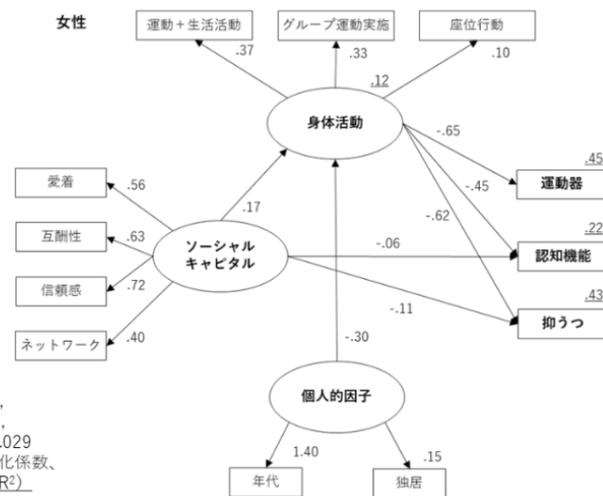 女性
運動+生活活動
グループ運動実施
座位行動
.37
.33
.12
.10
身体活動
-.65
.45
運動器
愛着
.56
.17
-.45
-.62
.22
認知機能
互酬性
.63
ソーシャル
キャピタル
-.06
信頼感
.72
-.11
.43
抑うつ
ネットワーク
.40
-.30
個人的因子
,
,
.029
化係数、
R²)
1.40
.15
年代
独居